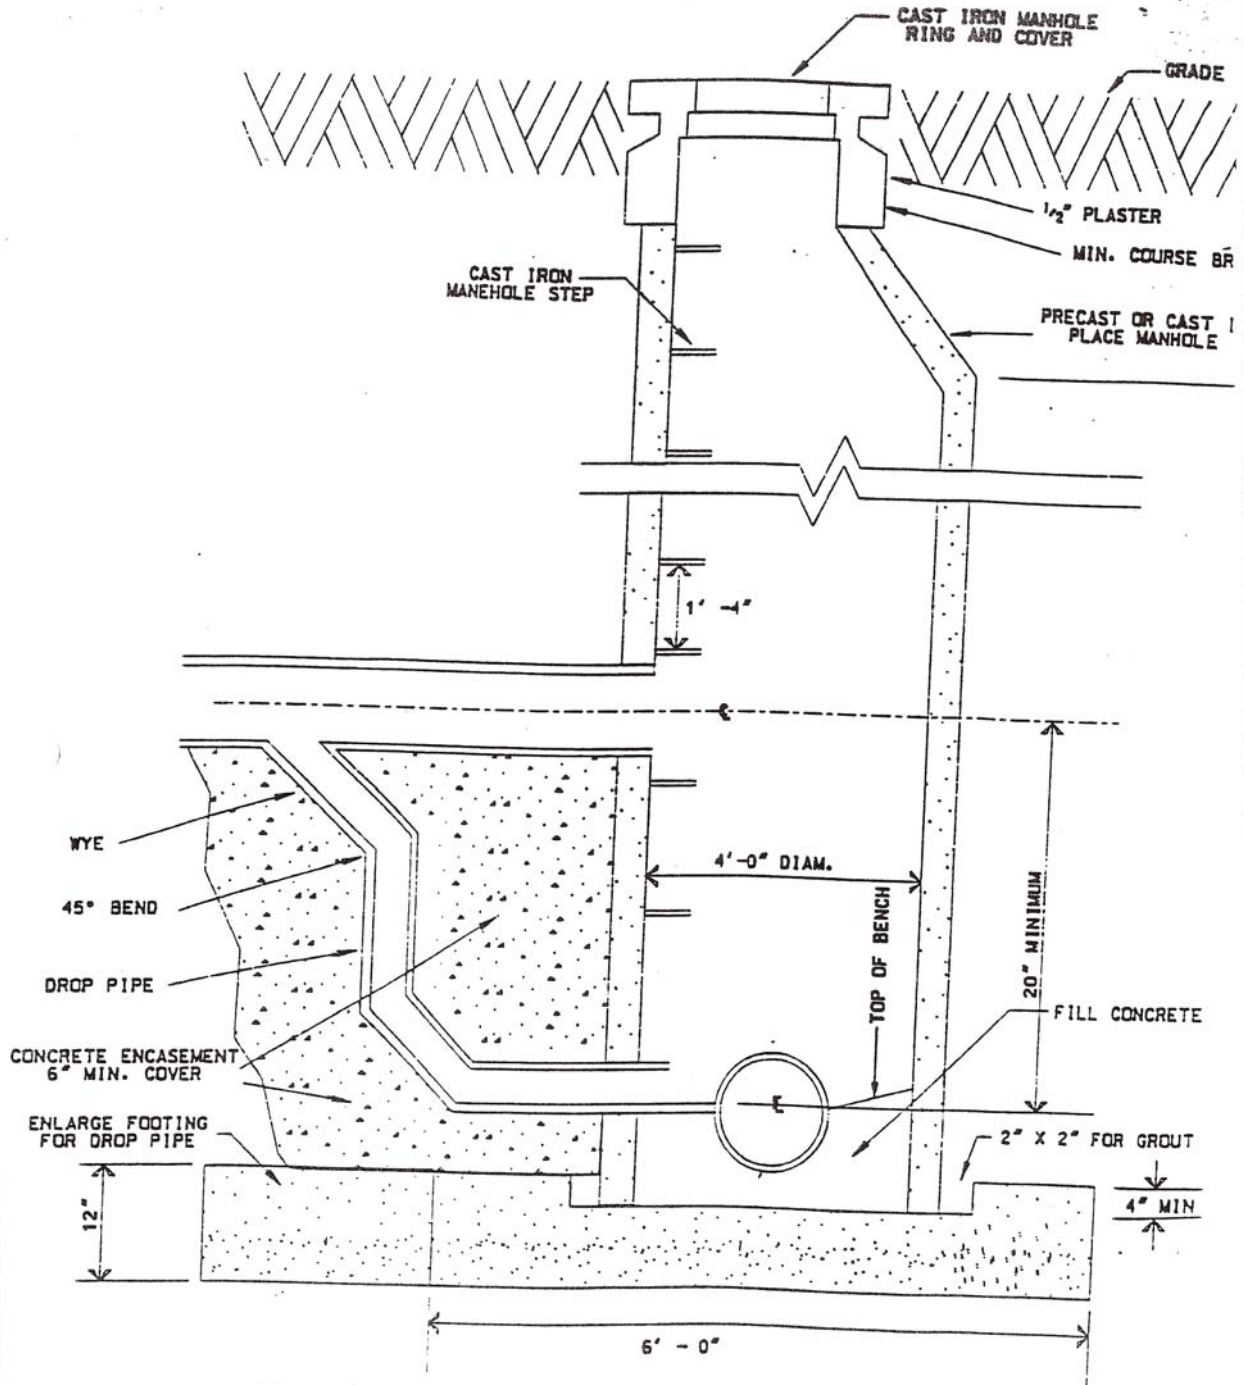 CAST IRON MANHOLE
RING AND COVER
GRADE
1/2" PLASTER
MIN. COURSE
CAST IRON
MANEHOLE STEP
PRECAST OR CAST
PLACE MANHOLE
1' -4"
℄
WYE
4'-0" DIAM.
45° BEND
TOP OF BENCH
20" MINIMUM
DROP PIPE
FILL CONCRETE
CONCRETE ENCASEMENT
6" MIN. COVER
℄
ENLARGE FOOTING
FOR DROP PIPE
2" X 2" FOR GROUT
12"
4" MIN
6' - 0"